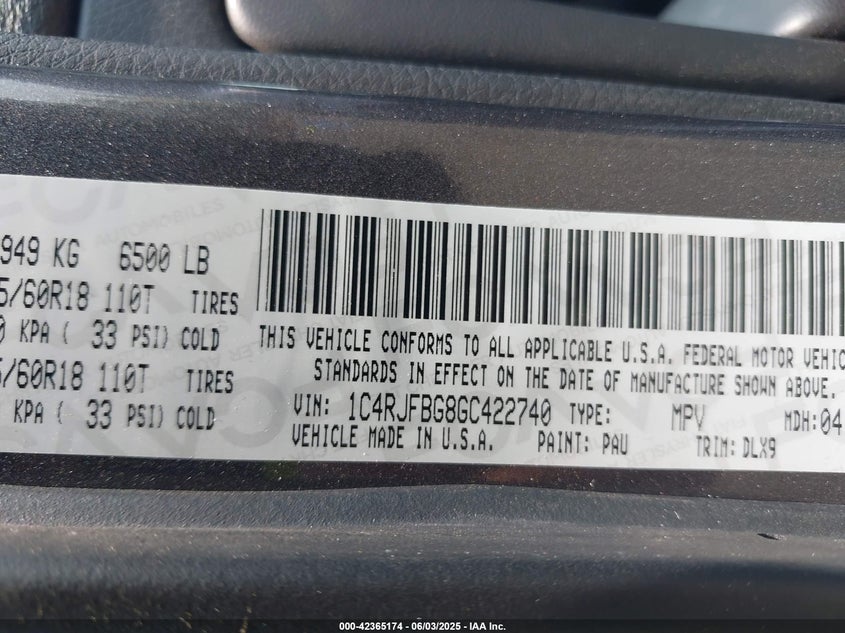 949 KG 6500 LB
5/60R18 110T TIRES
0 KPA ( 33 PSI) COLD
5/60R18 110T TIRES
KPA ( 33 PSI) COLD
THIS VEHICLE CONFORMS TO ALL APPLICABLE U.S.A. FEDERAL MOTOR VEHIC
STANDARDS IN EFFECT ON THE DATE OF MANUFACTURE SHOWN ABOVE.
VIN: 1C4RJFBG8GC422740 TYPE: MPV MDH: 04
VEHICLE MADE IN U.S.A. PAINT: PAU TRIM: DLX9
000-42365174 | 06/03/2025 - IAA Inc.